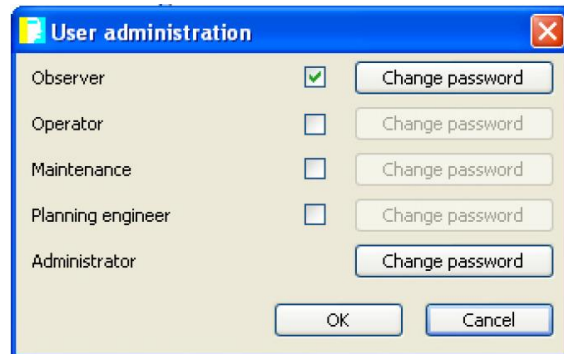 User administration
Observer Change password
Operator Change password
Maintenance Change password
Planning engineer Change password
Administrator Change password
OK Cancel